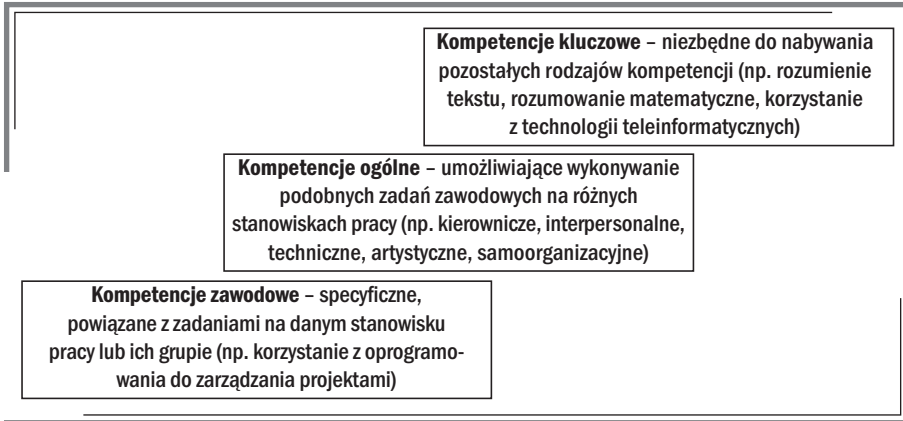 Kompetencje kluczowe – niezbędne do nabywania
pozostałych rodzajów kompetencji (np. rozumienie
tekstu, rozumowanie matematyczne, korzystanie
z technologii teleinformatycznych)
Kompetencje ogólne – umożliwiające wykonywanie
podobnych zadań zawodowych na różnych
stanowiskach pracy (np. kierownicze, interpersonalne,
techniczne, artystyczne, samoorganizacyjne)
Kompetencje zawodowe – specyficzne,
powiązane z zadaniami na danym stanowisku
pracy lub ich grupie (np. korzystanie z oprogramo-
wania do zarządzania projektami)